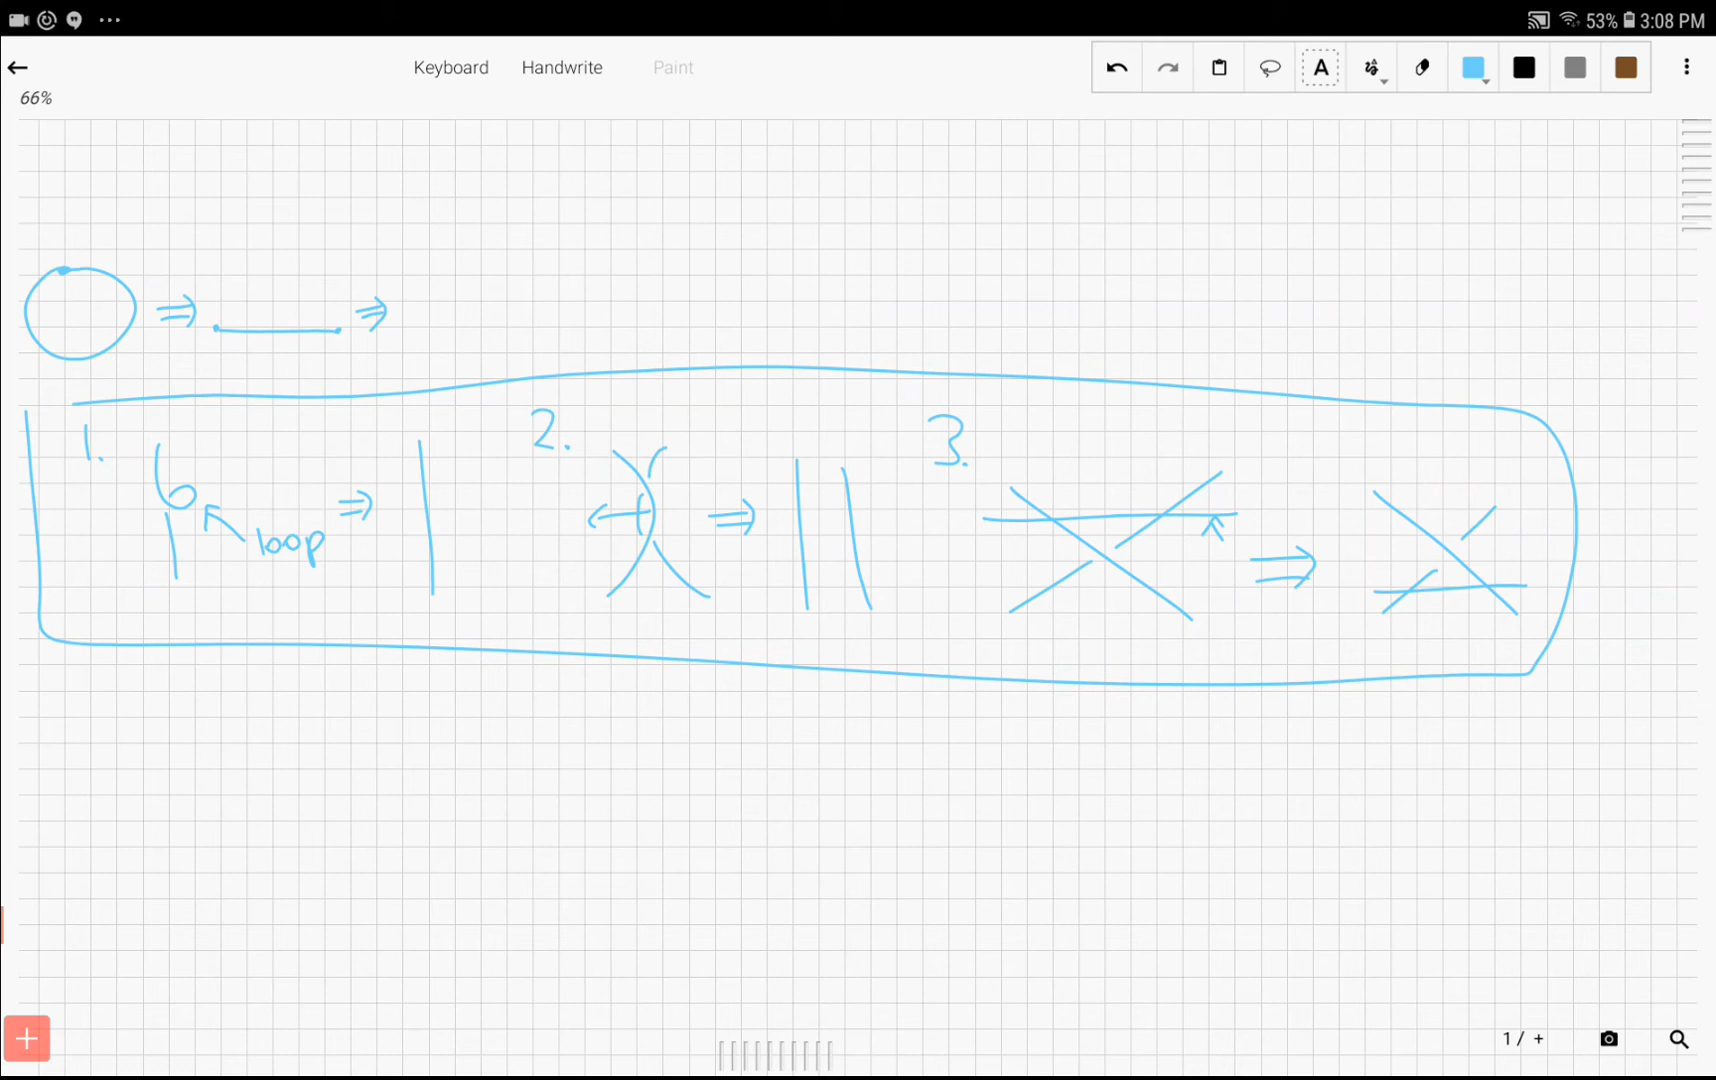 53% 3:08 PM
Keyboard Handwrite Paint
A
66%
1. 2. 3.
loop
1 / +